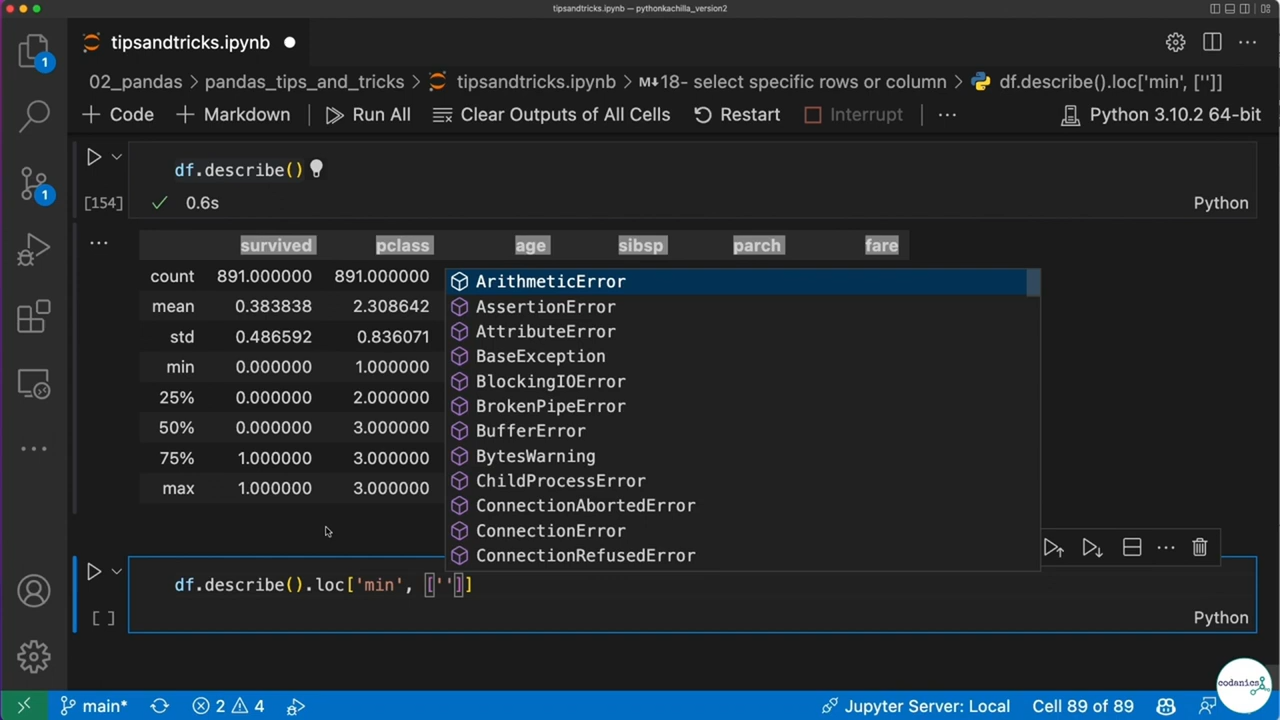 tipsandtricks.ipynb — pythonkachilla_version2
tipsandtricks.ipynb
02_pandas > pandas_tips_and_tricks > tipsandtricks.ipynb > M↓18- select specific rows or column > df.describe().loc['min', ['']]
+ Code + Markdown Run All Clear Outputs of All Cells Restart Interrupt ... Python 3.10.2 64-bit
df.describe()
[154] ✓ 0.6s Python
... survived pclass age sibsp parch fare
count 891.000000 891.000000
mean 0.383838 2.308642
std 0.486592 0.836071
min 0.000000 1.000000
25% 0.000000 2.000000
50% 0.000000 3.000000
75% 1.000000 3.000000
max 1.000000 3.000000
ArithmeticError
AssertionError
AttributeError
BaseException
BlockingIOError
BrokenPipeError
BufferError
BytesWarning
ChildProcessError
ConnectionAbortedError
ConnectionError
ConnectionRefusedError
df.describe().loc['min', ['']]
[ ] Python
main* 2 4 Jupyter Server: Local Cell 89 of 89
1
1
codanics